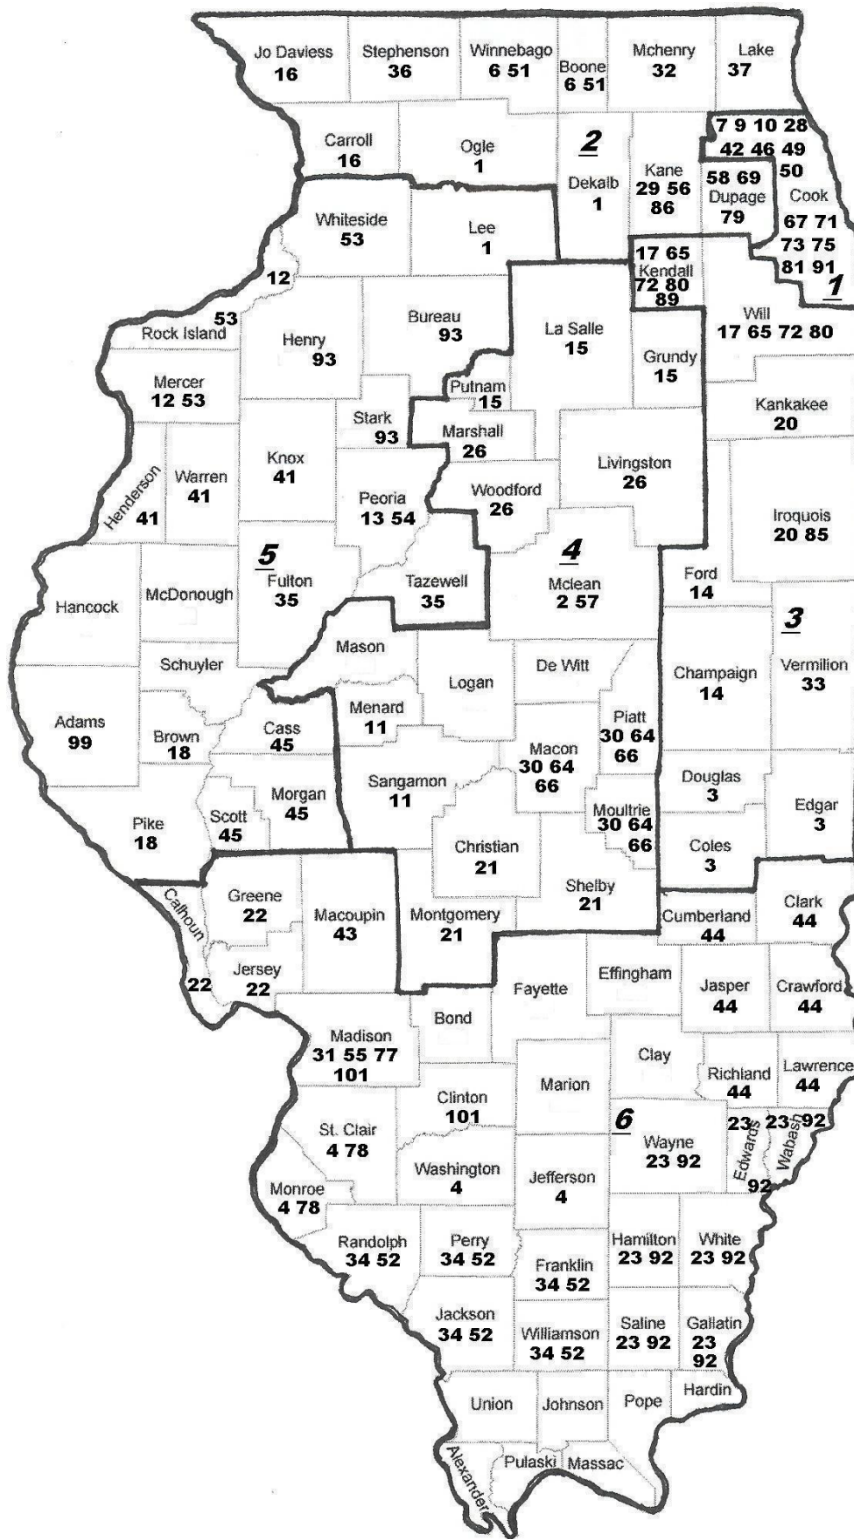 Jo Daviess
16
Stephenson
36
Winnebago
6 51
Boone
6 51
Mchenry
32
Lake
37
Carroll
16
Ogle
1
2
Dekalb
1
Kane
29 56
86
7 9 10 28
42 46 49
50
Cook
67 71
73 75
81 91
1
58 69
Dupage
79
Whiteside
53
Lee
1
17 65
Kendall
72 80
89
Will
17 65 72 80
12
53
Rock Island
Henry
93
Bureau
93
La Salle
15
Grundy
15
Putnam
15
Kankakee
20
Mercer
12 53
Stark
93
Marshall
26
Livingston
26
Henderson
41
Warren
41
Knox
41
Peoria
13 54
Woodford
26
Iroquois
20 85
5
Fulton
35
Tazewell
35
4
Mclean
2 57
Ford
14
Hancock
McDonough
Schuyler
Mason
Logan
De Witt
3
Champaign
14
Vermilion
33
Adams
99
Brown
18
Cass
45
Menard
11
Piatt
30 64
66
Macon
30 64
66
Sangamon
11
Douglas
3
Edgar
3
Pike
18
Scott
45
Morgan
45
Christian
21
Moultrie
30 64
66
Coles
3
Shelby
21
Calhoun
22
Greene
22
Macoupin
43
Montgomery
21
Cumberland
44
Clark
44
Jersey
22
Fayette
Effingham
Jasper
44
Crawford
44
Madison
31 55 77
101
Bond
Clay
Richland
44
Lawrence
44
Clinton
101
Marion
6
St. Clair
4 78
Washington
4
Jefferson
4
Wayne
23 92
23
Edwards
92
23 92
Wabash
Monroe
4 78
Randolph
34 52
Perry
34 52
Franklin
34 52
Hamilton
23 92
White
23 92
Jackson
34 52
Williamson
34 52
Saline
23 92
Gallatin
23
92
Union
Johnson
Pope
Hardin
Alexander
Pulaski
Massac